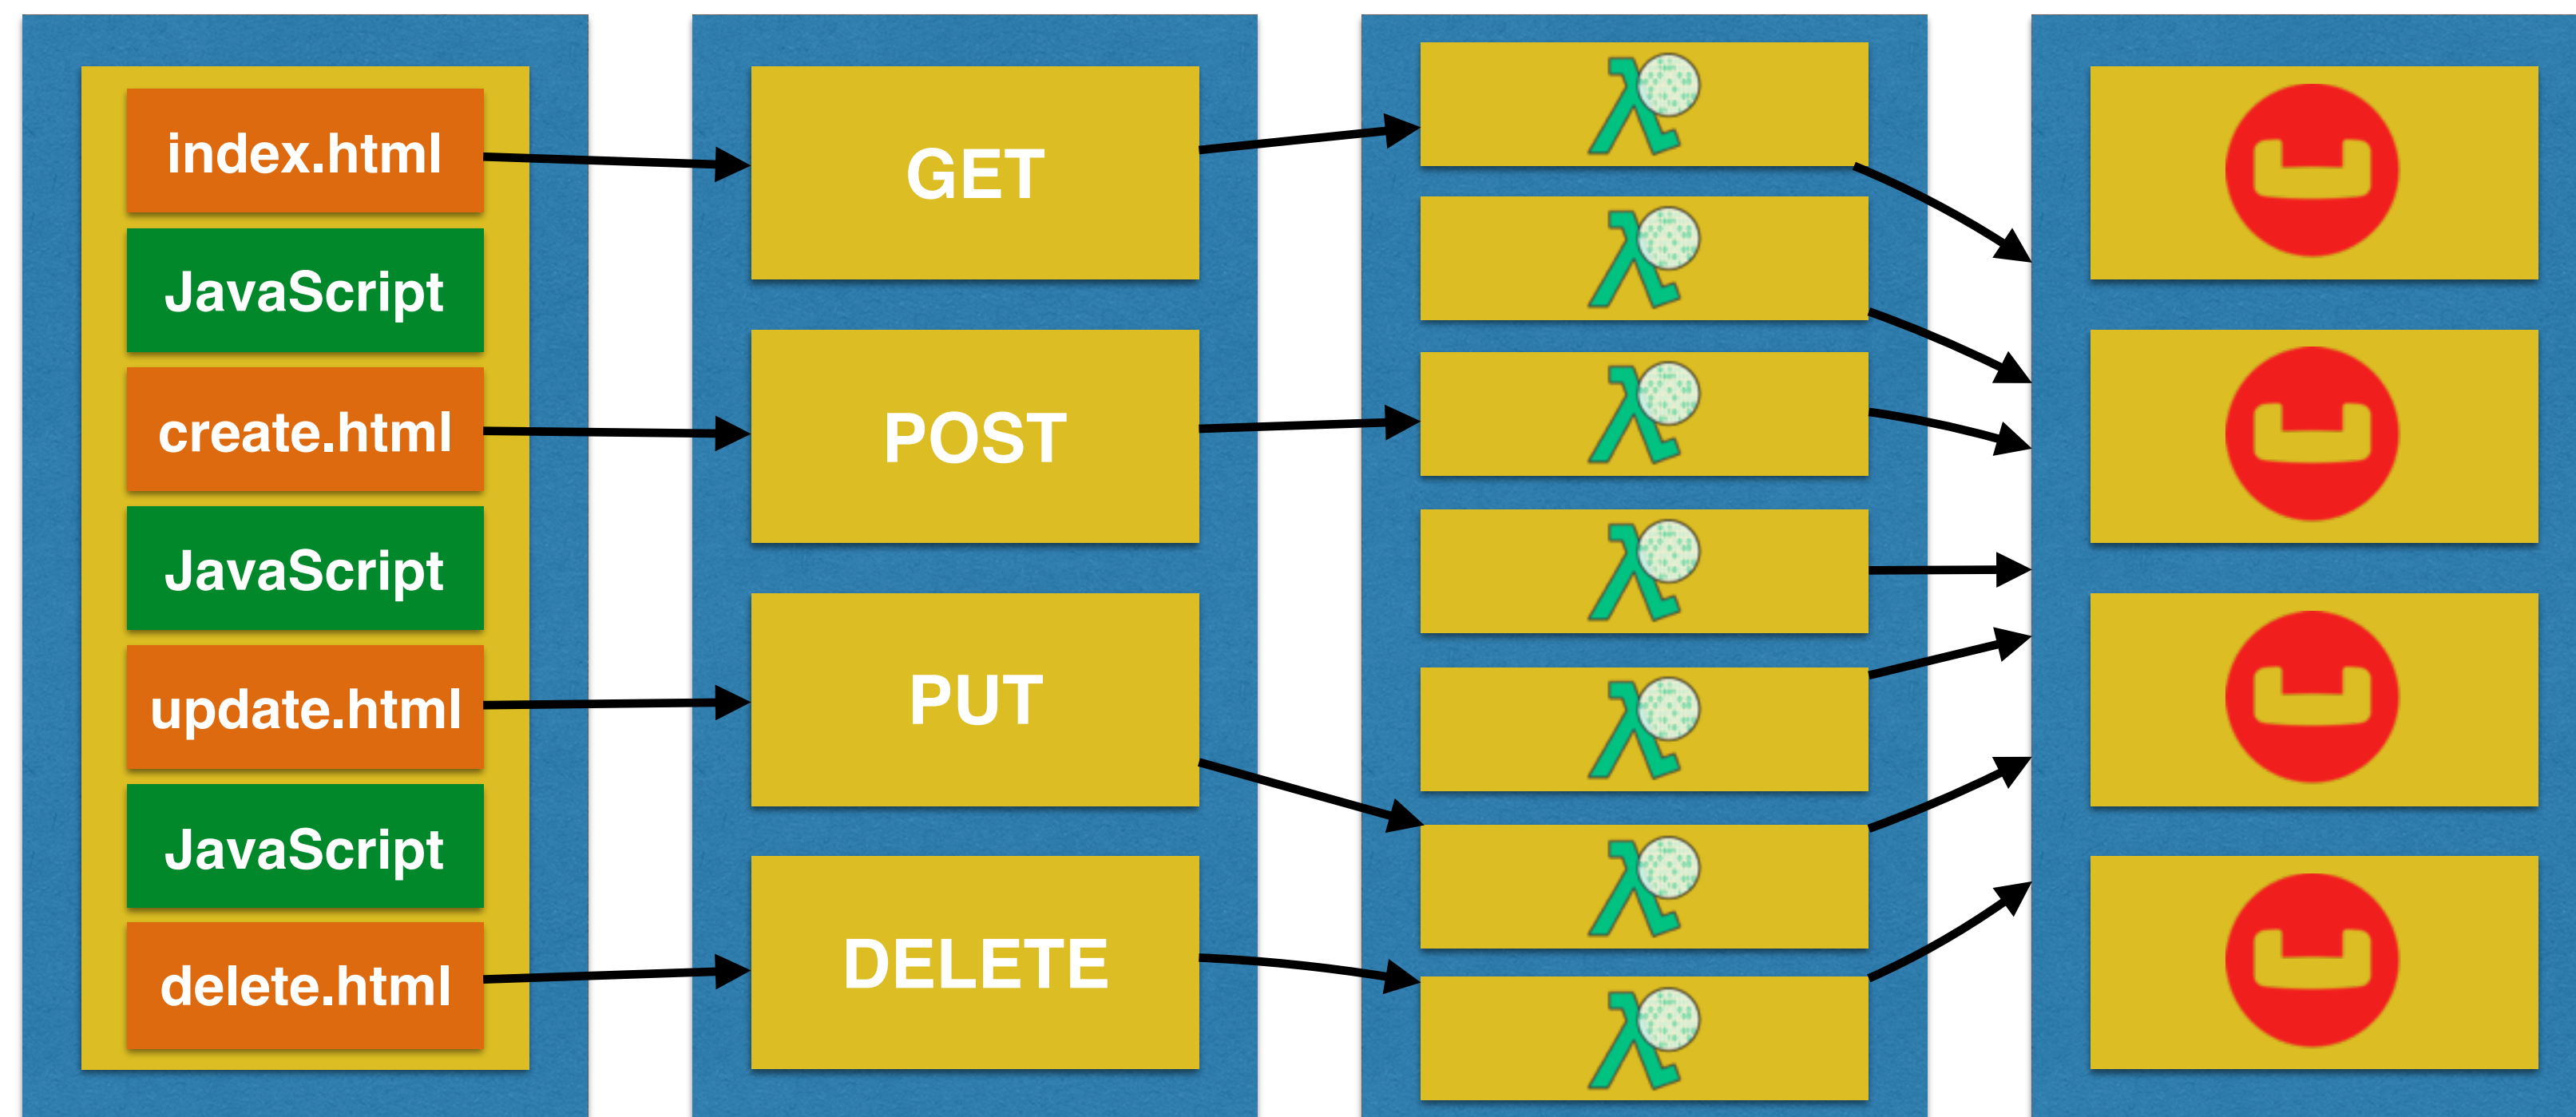 index.html
JavaScript
create.html
JavaScript
update.html
JavaScript
delete.html
GET
POST
PUT
DELETE